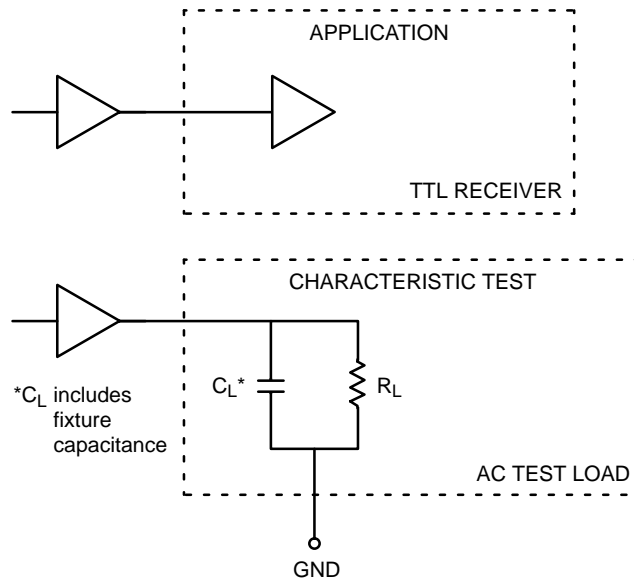 APPLICATION
TTL RECEIVER
CHARACTERISTIC TEST
*CL includes
fixture
capacitance
CL*
RL
AC TEST LOAD
GND